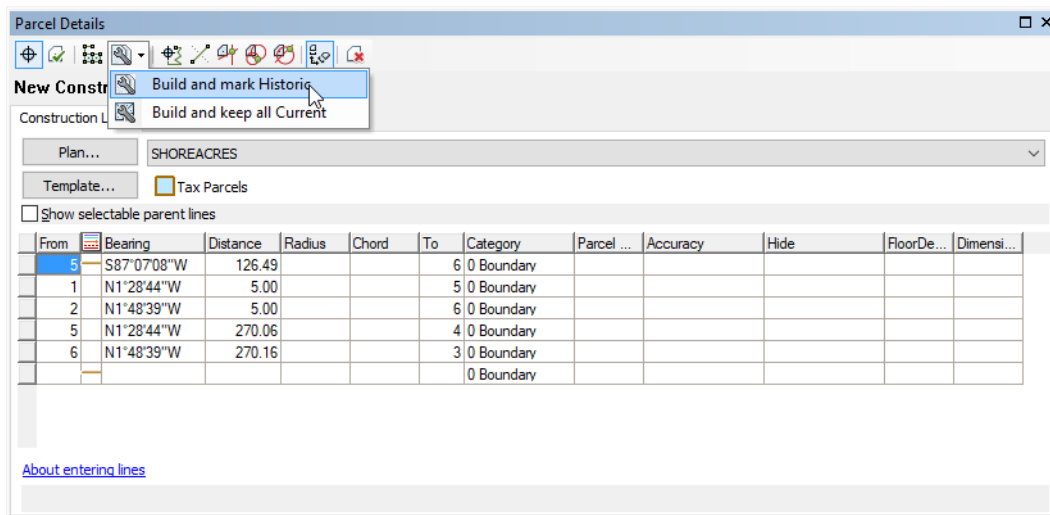 Parcel Details
New Constr
Build and mark Historic
Construction L
Build and keep all Current
Plan... SHOREACRES
Template... Tax Parcels
Show selectable parent lines
From Bearing Distance Radius Chord To Category Parcel ... Accuracy Hide FloorDe... Dimensi...
5 S87°07'08"W 126.49 6 0 Boundary
1 N1°28'44"W 5.00 5 0 Boundary
2 N1°48'39"W 5.00 6 0 Boundary
5 N1°28'44"W 270.06 4 0 Boundary
6 N1°48'39"W 270.16 3 0 Boundary
0 Boundary
About entering lines